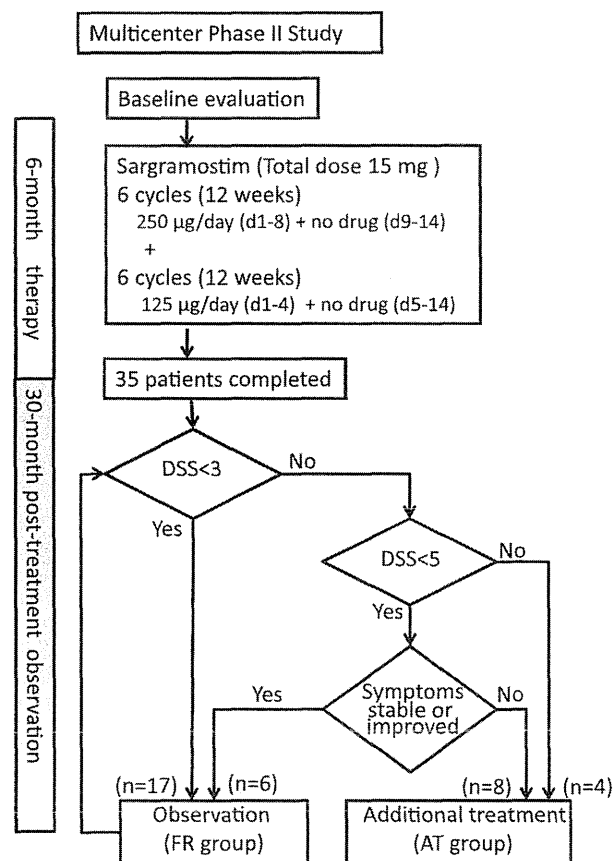 Multicenter Phase II Study
Baseline evaluation
Sargramostim (Total dose 15 mg )
6 cycles (12 weeks)
250 µg/day (d1-8) + no drug (d9-14)
+
6 cycles (12 weeks)
125 µg/day (d1-4) + no drug (d5-14)
6-month therapy
35 patients completed
30-month post-treatment observation
DSS<3
No
Yes
DSS<5
No
Yes
Symptoms
stable or
improved
Yes
No
(n=17)
(n=6)
(n=8)
(n=4)
Observation
(FR group)
Additional treatment
(AT group)